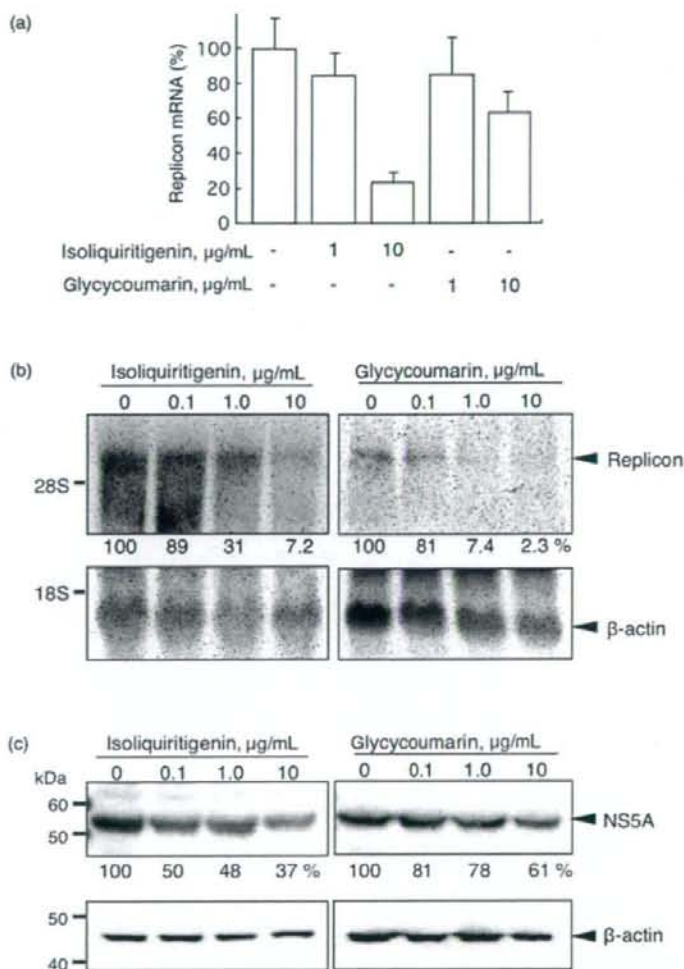 (a)
Replicon mRNA (%)
100
80
60
40
20
0
Isoliquiritigenin, μg/mL - 1 10 - -
Glycycoumarin, μg/mL - - - 1 10
(b)
Isoliquiritigenin, μg/mL Glycycoumarin, μg/mL
0 0.1 1.0 10 0 0.1 1.0 10
Replicon
28S
100 89 31 7.2 100 81 7.4 2.3 %
18S
β-actin
(c)
Isoliquiritigenin, μg/mL Glycycoumarin, μg/mL
kDa 0 0.1 1.0 10 0 0.1 1.0 10
60
NS5A
50
100 50 48 37 % 100 81 78 61 %
50
β-actin
40